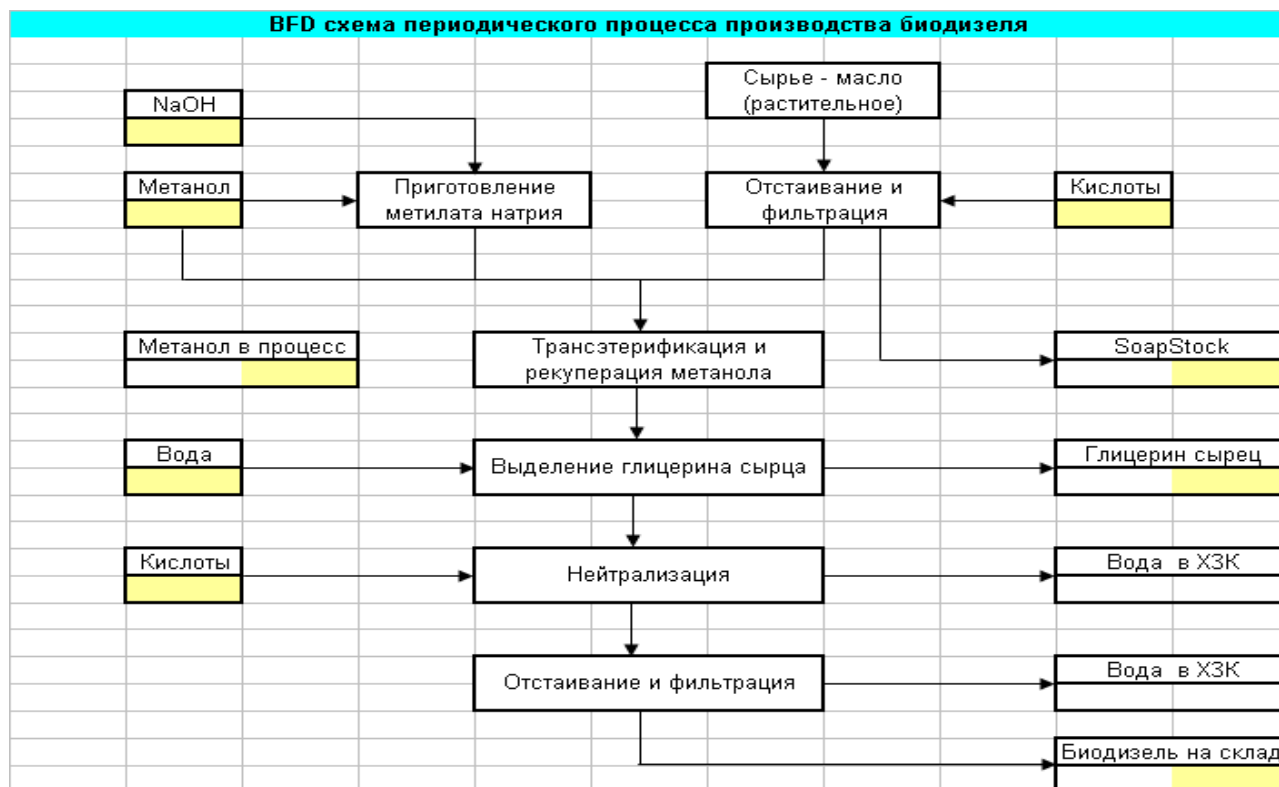 BFD схема периодического процесса производства биодизеля
Сырье - масло
(растительное)
NaOH
Метанол
Приготовление
метилата натрия
Отстаивание и
фильтрация
Кислоты
Метанол в процесс
Трансэтерификация и
рекуперация метанола
SoapStock
Вода
Выделение глицерина сырца
Глицерин сырец
Кислоты
Нейтрализация
Вода в ХЗК
Отстаивание и фильтрация
Вода в ХЗК
Биодизель на склад